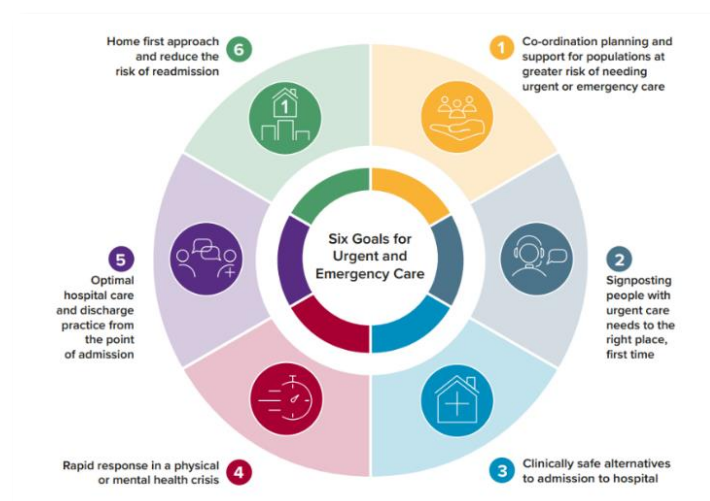 Six Goals for
Urgent and
Emergency Care
1
Co-ordination planning and
support for populations at
greater risk of needing
urgent or emergency care
2
Signposting
people with
urgent care
needs to the
right place,
first time
3
Clinically safe alternatives
to admission to hospital
4
Rapid response in a physical
or mental health crisis
5
Optimal
hospital care
and discharge
practice from
the point
of admission
6
Home first approach
and reduce the
risk of readmission
1